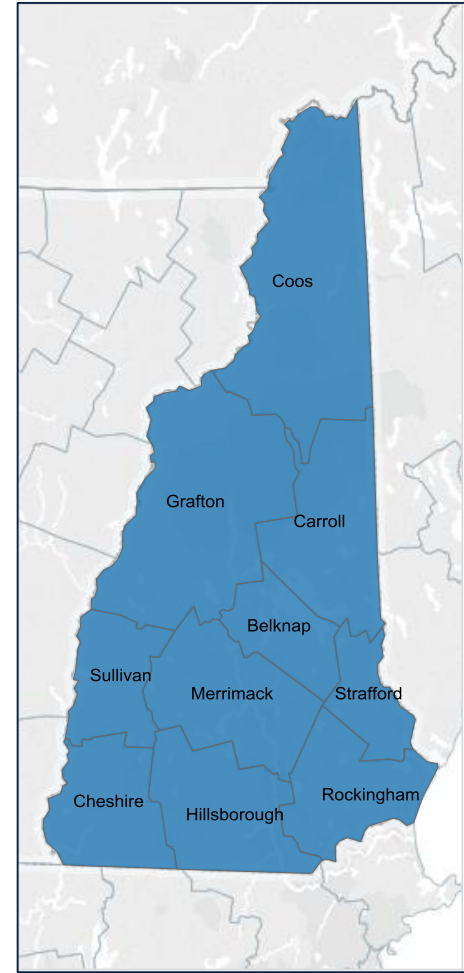 Coos
Grafton
Carroll
Belknap
Sullivan
Merrimack
Strafford
Cheshire
Hillsborough
Rockingham